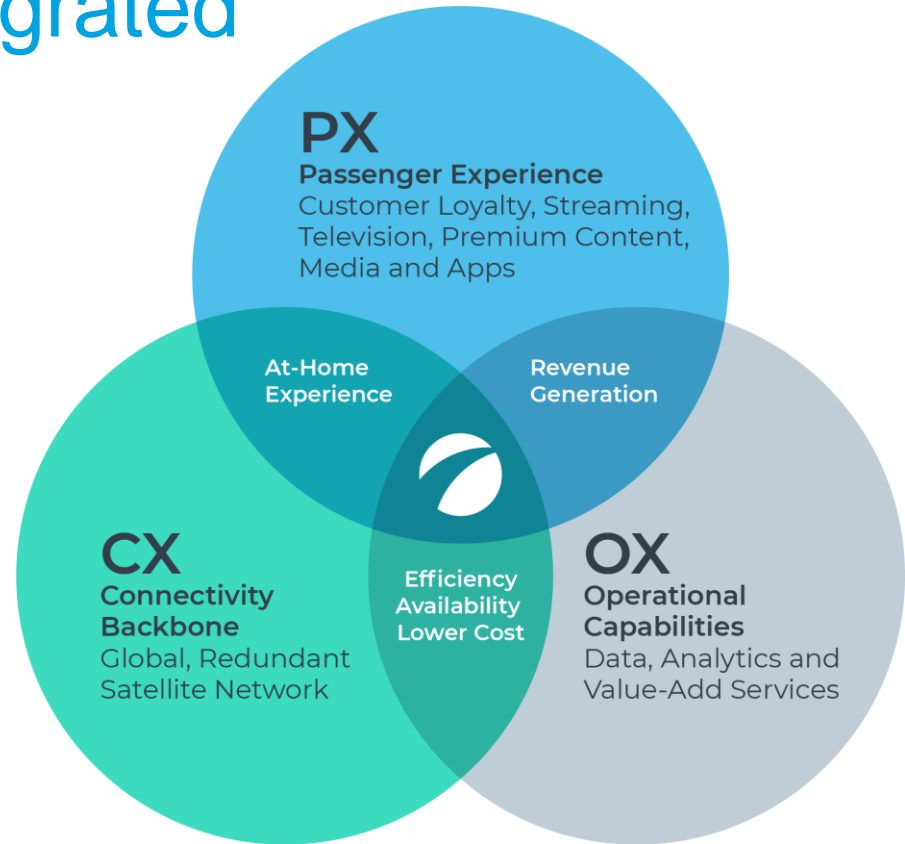 grated
PX
Passenger Experience
Customer Loyalty, Streaming,
Television, Premium Content,
Media and Apps
At-Home
Experience
Revenue
Generation
CX
Connectivity
Backbone
Global, Redundant
Satellite Network
Efficiency
Availability
Lower Cost
OX
Operational
Capabilities
Data, Analytics and
Value-Add Services